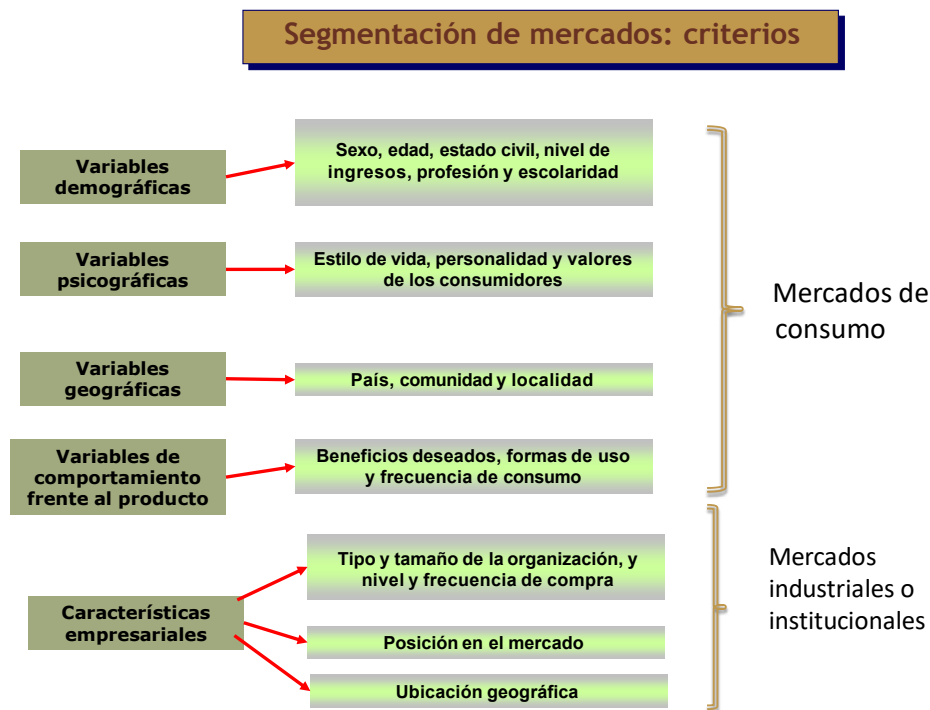 Segmentación de mercados: criterios
Variables
demográficas
Sexo, edad, estado civil, nivel de
ingresos, profesión y escolaridad
Variables
psicográficas
Estilo de vida, personalidad y valores
de los consumidores
Mercados de
consumo
Variables
geográficas
País, comunidad y localidad
Variables de
comportamiento
frente al producto
Beneficios deseados, formas de uso
y frecuencia de consumo
Tipo y tamaño de la organización, y
nivel y frecuencia de compra
Mercados
industriales o
institucionales
Característícas
empresariales
Posición en el mercado
Ubicación geográfica